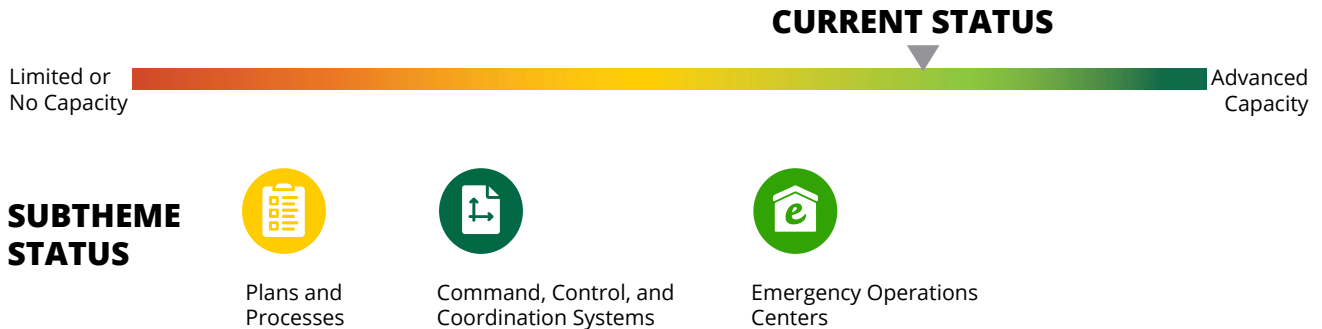 CURRENT STATUS
Limited or
No Capacity
Advanced
Capacity
SUBTHEME
STATUS
e
Plans and
Processes
Command, Control, and
Coordination Systems
Emergency Operations
Centers